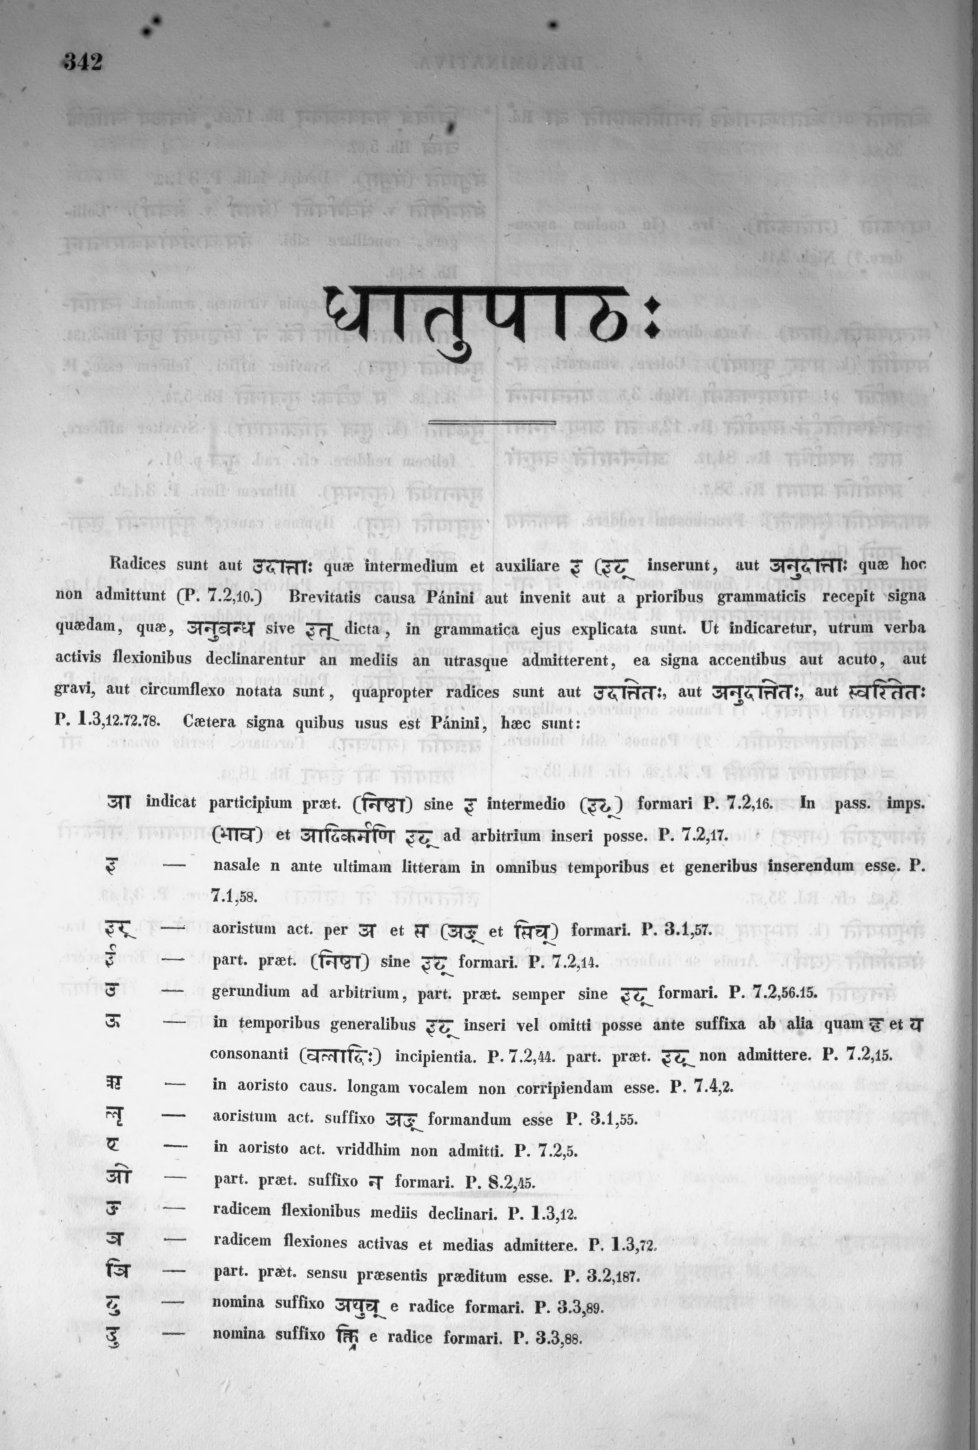 342
धातुपाठः
Radices sunt aut उदात्ताः quæ intermedium et auxiliare इ (इट् inserunt, aut अनुदात्ताः quæ hoc
non admittunt (P. 7.2,10.) Brevitatis causa Pánini aut invenit aut a prioribus grammaticis recepit signa
quædam, quæ, अनुबन्ध sive इत् dicta, in grammatica ejus explicata sunt. Ut indicaretur, utrum verba
activis flexionibus declinarentur an mediis an utrasque admitterent, ea signa accentibus aut acuto, aut
gravi, aut circumflexo notata sunt, quapropter radices sunt aut उदात्तेतः, aut अनुदात्तेतः, aut स्वरितेतः
P. 1.3,12.72.78. Cætera signa quibus usus est Pánini, hæc sunt:
आ indicat participium præt. (निष्ठा) sine इ intermedio (इट्) formari P. 7.2,16. In pass. imps.
(भाव) et आदिकर्मणि इट् ad arbitrium inseri posse. P. 7.2,17.
इ — nasale n ante ultimam litteram in omnibus temporibus et generibus inserendum esse. P.
7.1,58.
इर् — aoristum act. per अ et स (अङ् et सिच्) formari. P. 3.1,57.
ई — part. præt. (निष्ठा) sine इट् formari. P. 7.2,14.
उ — gerundium ad arbitrium, part. præt. semper sine इट् formari. P. 7.2,56.15.
ऊ — in temporibus generalibus इट् inseri vel omitti posse ante suffixa ab alia quam ह et य
consonanti (वलादिः) incipientia. P. 7.2,44. part. præt. इट् non admittere. P. 7.2,15.
ऋ — in aoristo caus. longam vocalem non corripiendam esse. P. 7.4,2.
ऌ — aoristum act. suffixo अङ् formandum esse P. 3.1,55.
ए — in aoristo act. vriddhim non admitti. P. 7.2,5.
ओ — part. præt. suffixo न formari. P. 8.2,45.
ङ — radicem flexionibus mediis declinari. P. 1.3,12.
ञ — radicem flexiones activas et medias admittere. P. 1.3,72.
ञि — part. præt. sensu præsentis præditum esse. P. 3.2,187.
टु — nomina suffixo अथुच् e radice formari. P. 3.3,89.
डु — nomina suffixo क्त्रि e radice formari. P. 3.3,88.